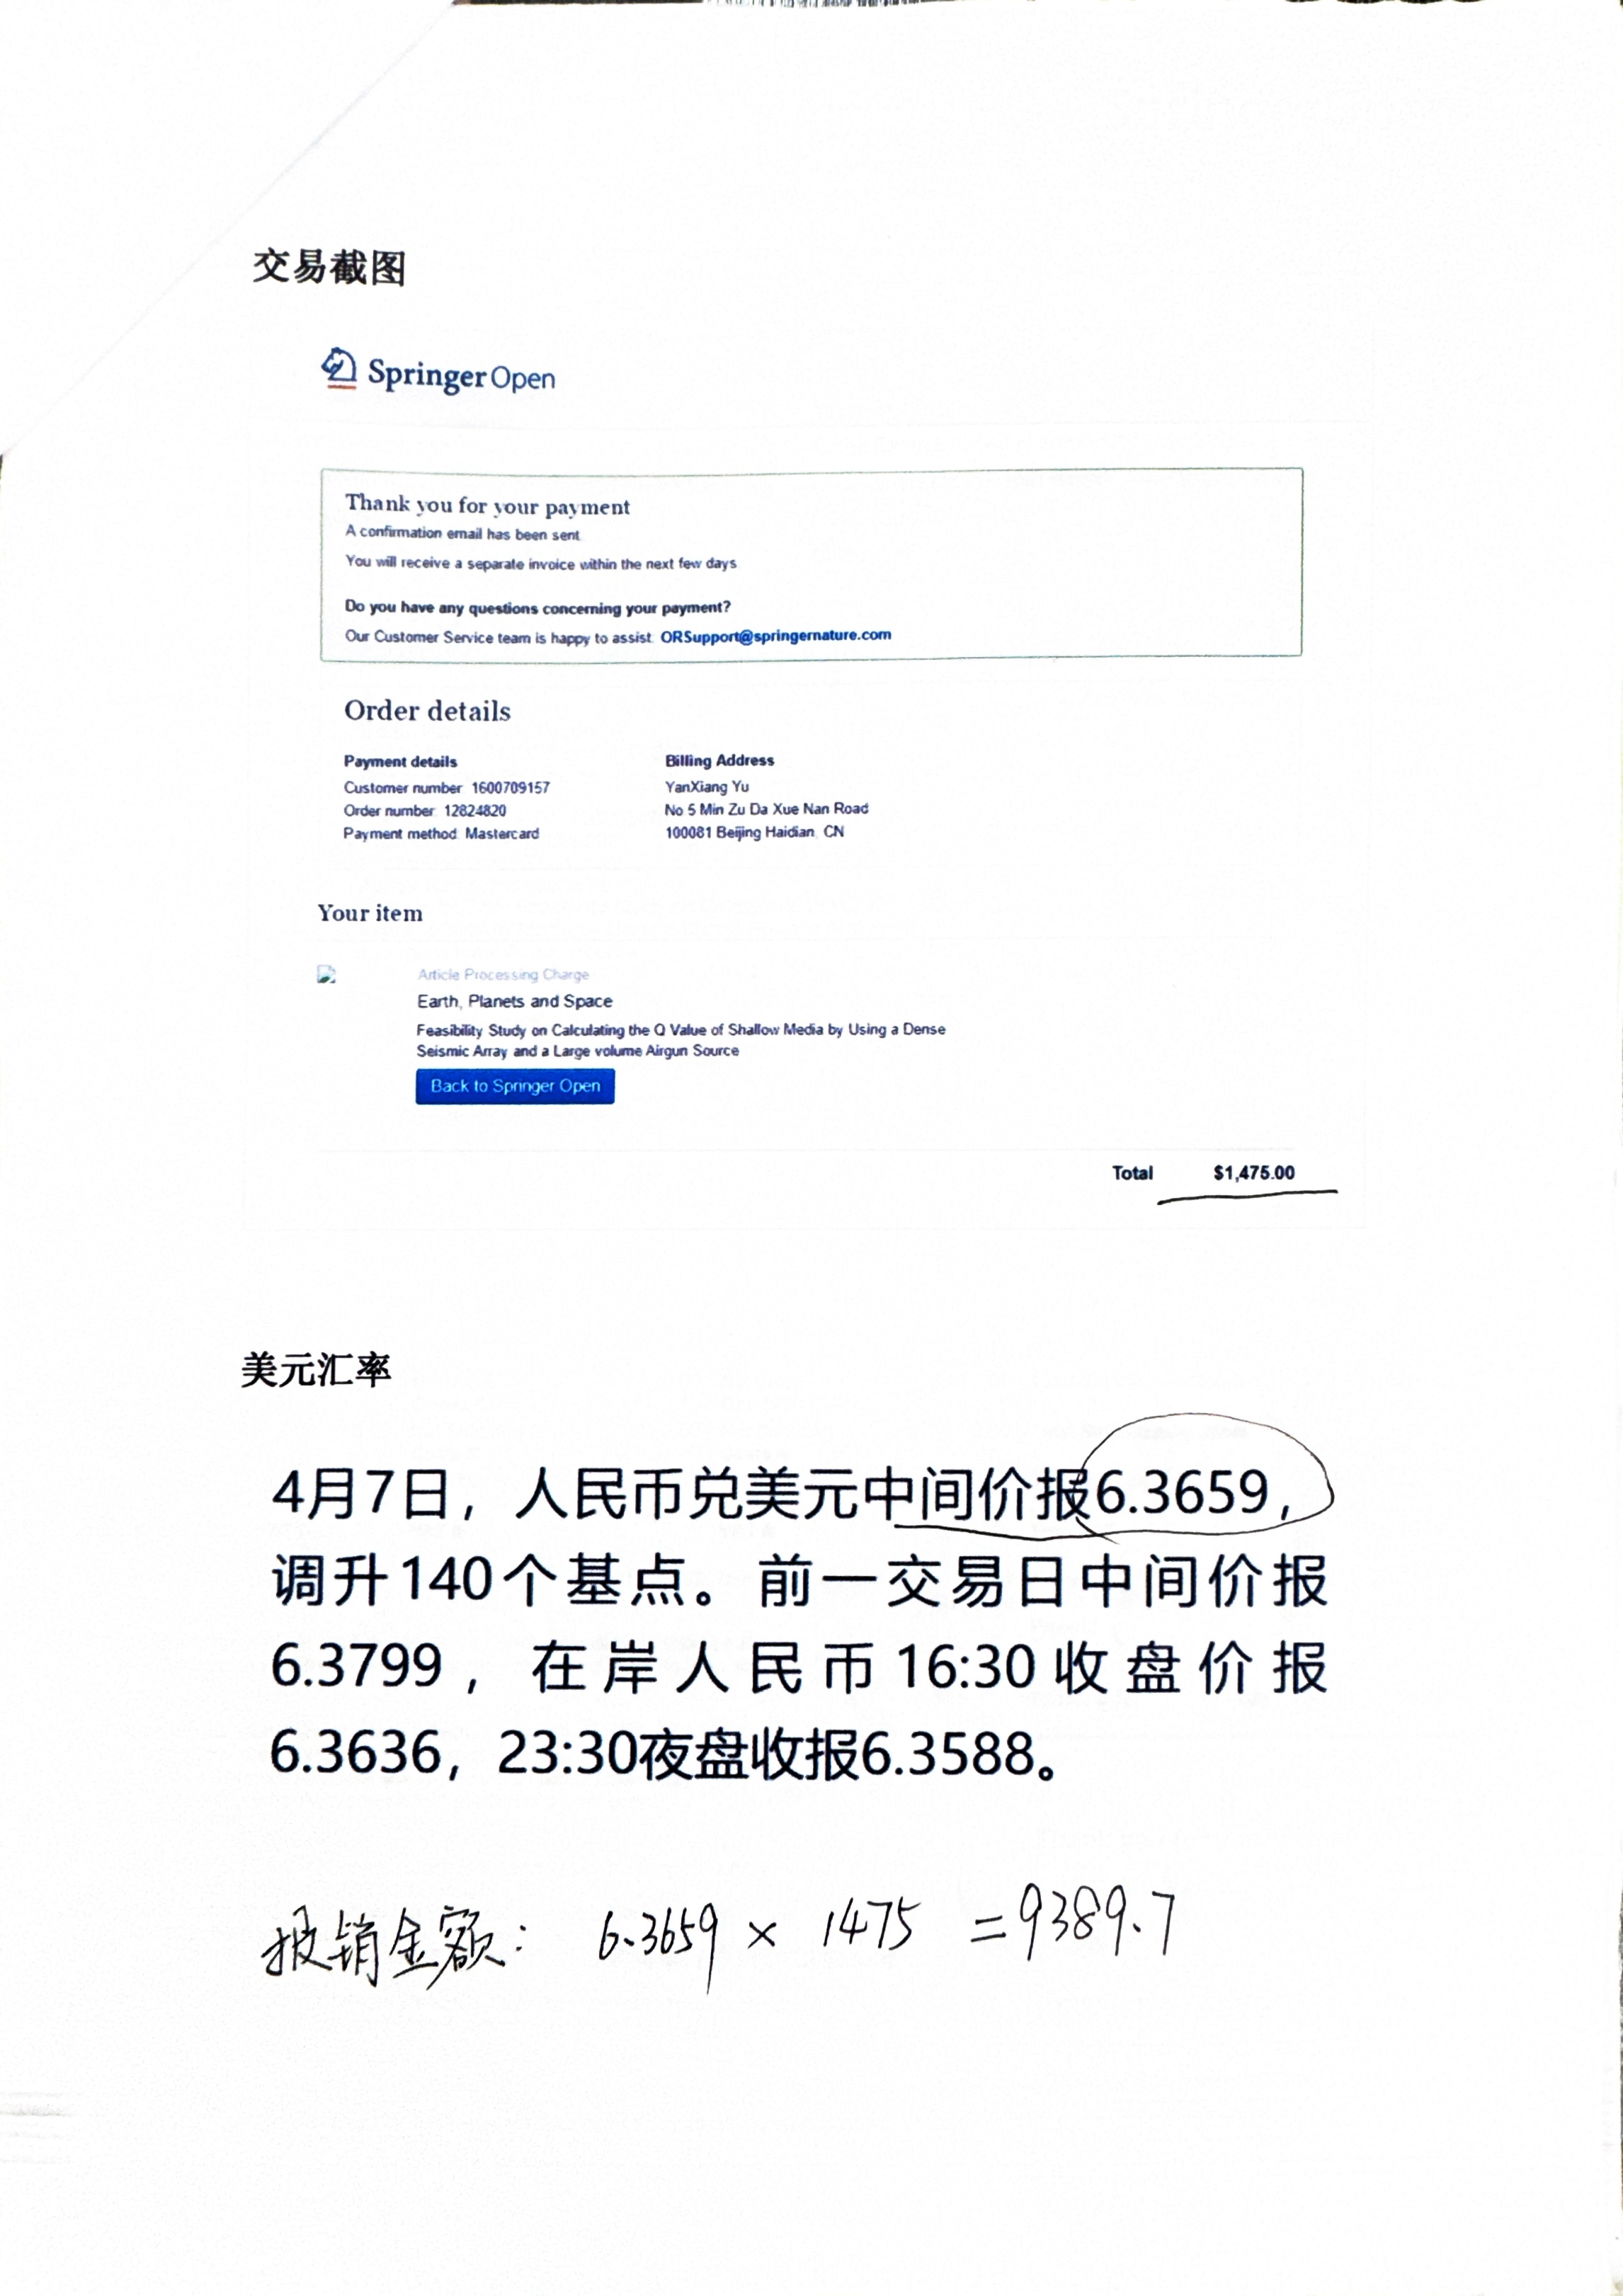 交易截图
Springer Open
Thank you for your payment
A confirmation email has been sent
You will receive a separate invoice within the next few days
Do you have any questions concerning your payment?
Our Customer Service team is happy to assist: ORSupport@springernature.com
Order details
Payment details
Customer number: 1600709157
Order number: 12824820
Payment method: Mastercard
Billing Address
YanXiang Yu
No 5 Min Zu Da Xue Nan Road
100081 Beijing Haidian, CN
Your item
Article Processing Charge
Earth, Planets and Space
Feasibility Study on Calculating the Q Value of Shallow Media by Using a Dense
Seismic Array and a Large volume Airgun Source
Back to Springer Open
Total $1,475.00
美元汇率
4月7日，人民币兑美元中间价报6.3659，
调升140个基点。前一交易日中间价报
6.3799，在岸人民币16:30收盘价报
6.3636，23:30夜盘收报6.3588。
报销金额： 6.3659 × 1475 =9389.7